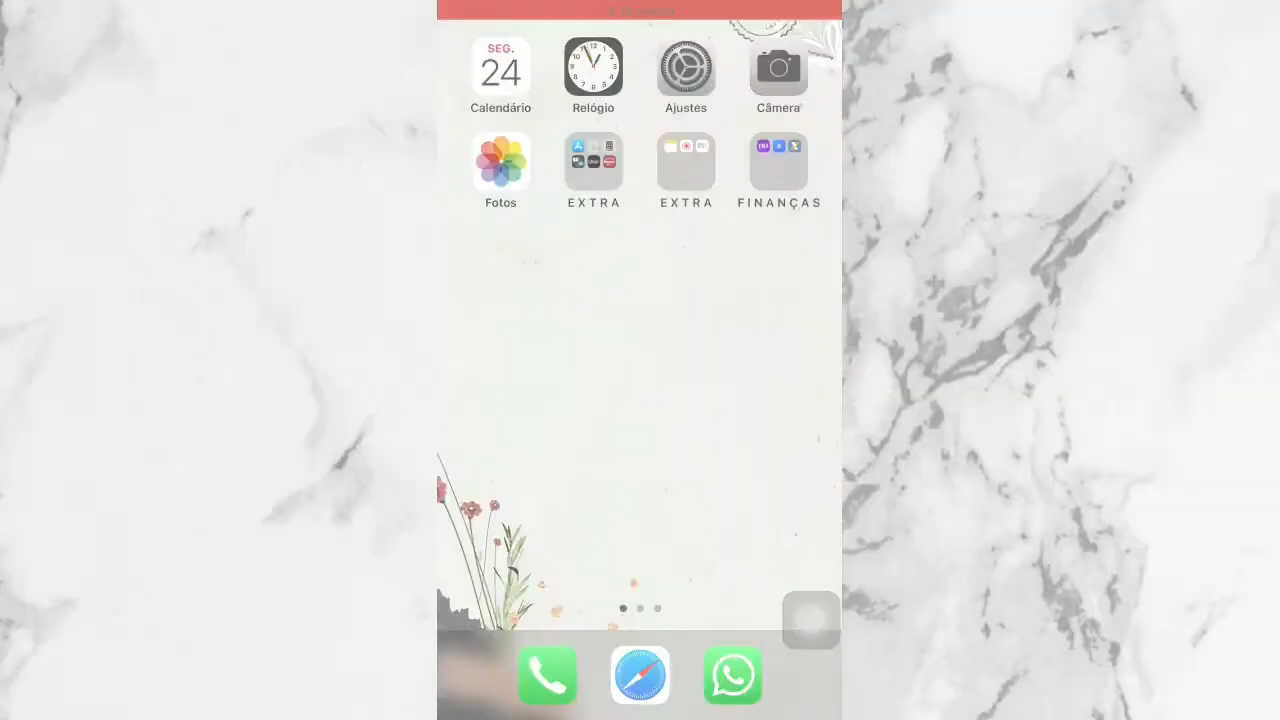 SEG.
24
Calendário
Relógio
Ajustes
Câmera
Fotos
EXTRA
EXTRA
FINANÇAS